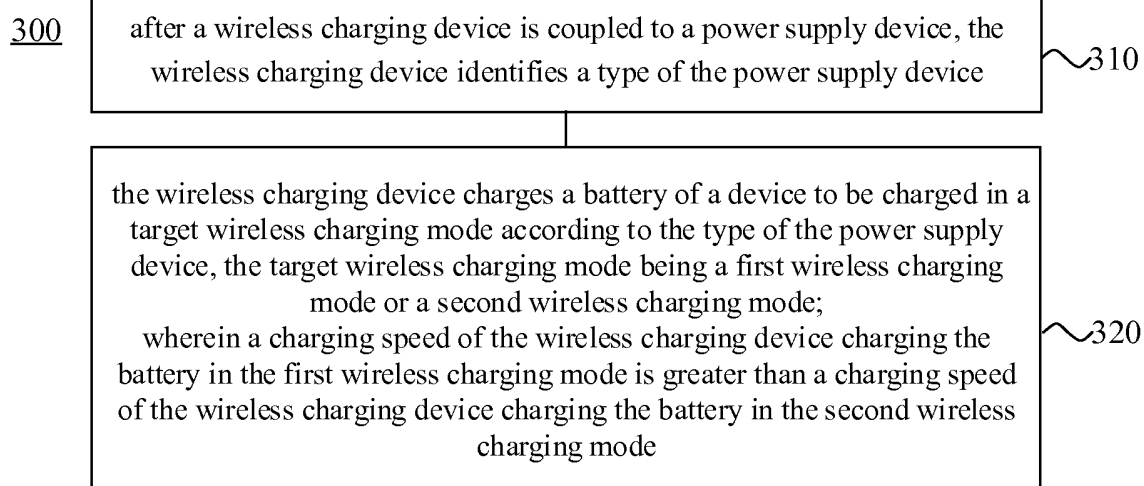 300
after a wireless charging device is coupled to a power supply device, the
wireless charging device identifies a type of the power supply device
310
the wireless charging device charges a battery of a device to be charged in a
target wireless charging mode according to the type of the power supply
device, the target wireless charging mode being a first wireless charging
mode or a second wireless charging mode;
wherein a charging speed of the wireless charging device charging the
battery in the first wireless charging mode is greater than a charging speed
of the wireless charging device charging the battery in the second wireless
charging mode
320